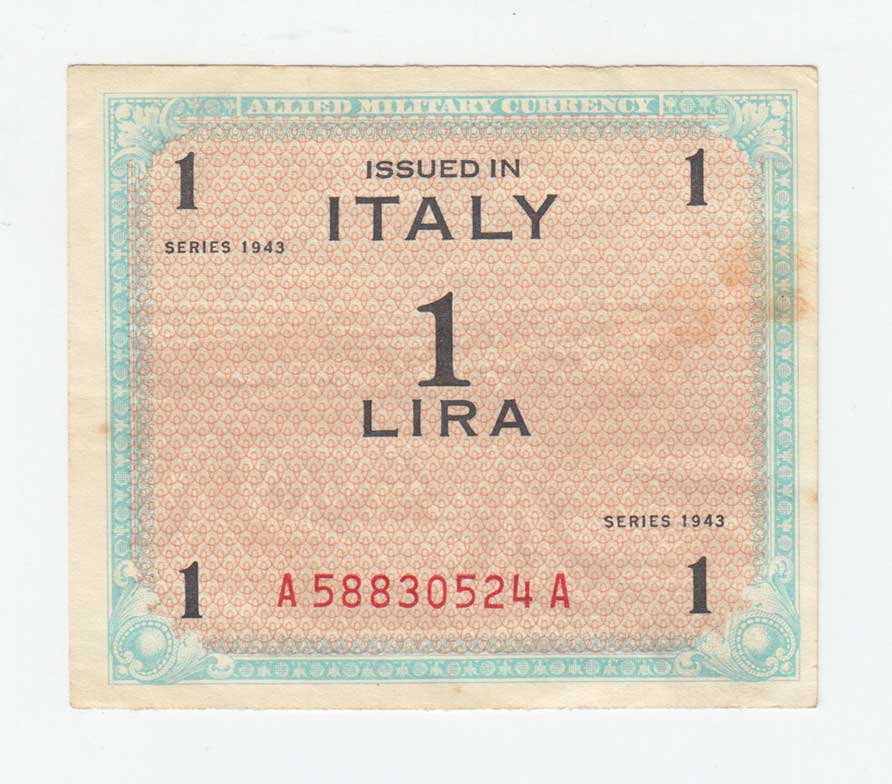 ALLIED MILITARY CURRENCY
1 ISSUED IN 1
ITALY
SERIES 1943
1
LIRA
SERIES 1943
1 A 58830524 A 1